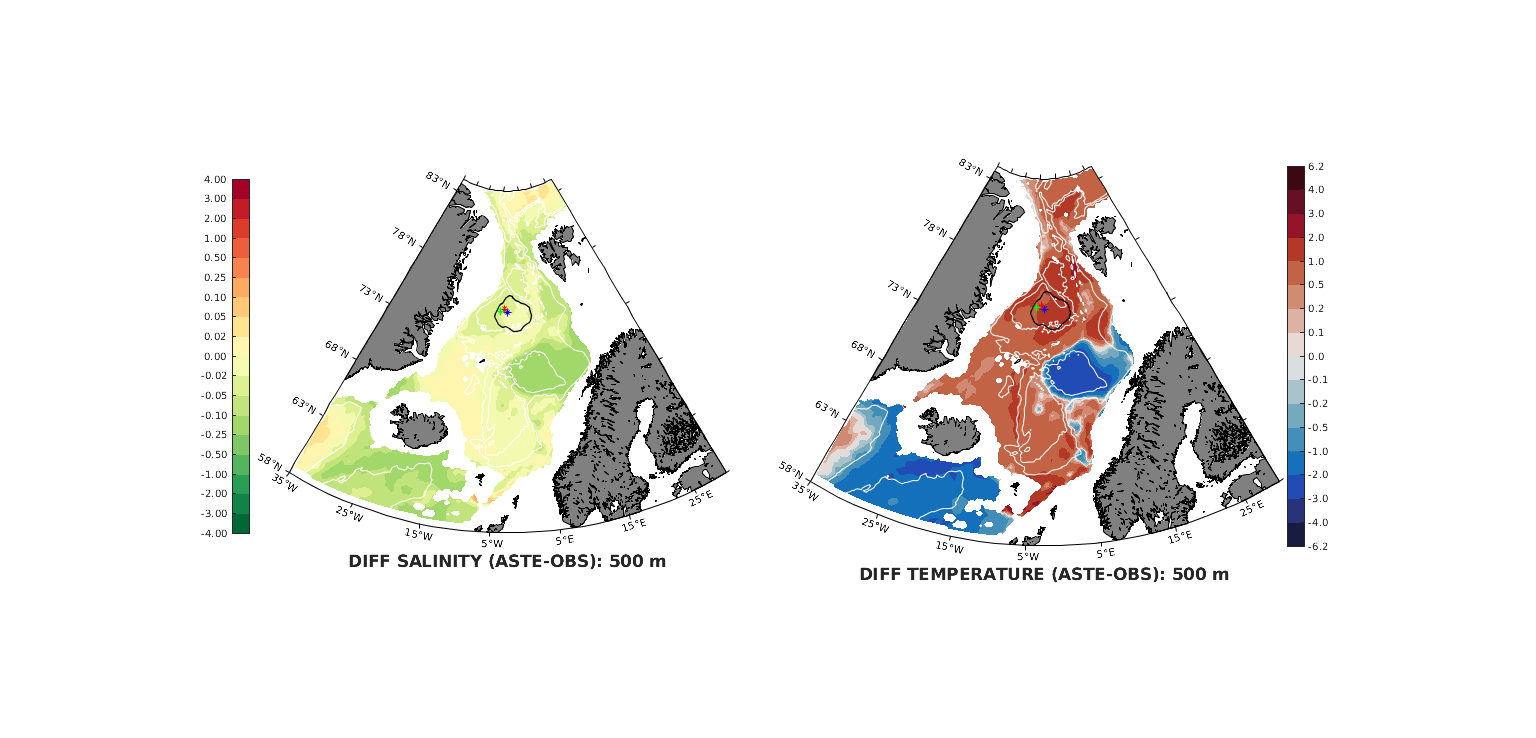 4.00
3.00
2.00
1.00
0.50
0.25
0.10
0.05
0.02
0.00
-0.02
-0.05
-0.10
-0.25
-0.50
-1.00
-2.00
-3.00
-4.00
83°N
78°N
73°N
68°N
63°N
58°N
35°W
25°W
15°W
5°W
5°E
15°E
25°E
DIFF SALINITY (ASTE-OBS): 500 m
83°N
78°N
73°N
68°N
63°N
58°N
35°W
25°W
15°W
5°W
5°E
15°E
25°E
DIFF TEMPERATURE (ASTE-OBS): 500 m
6.2
4.0
3.0
2.0
1.0
0.5
0.2
0.1
0.0
-0.1
-0.2
-0.5
-1.0
-2.0
-3.0
-4.0
-6.2